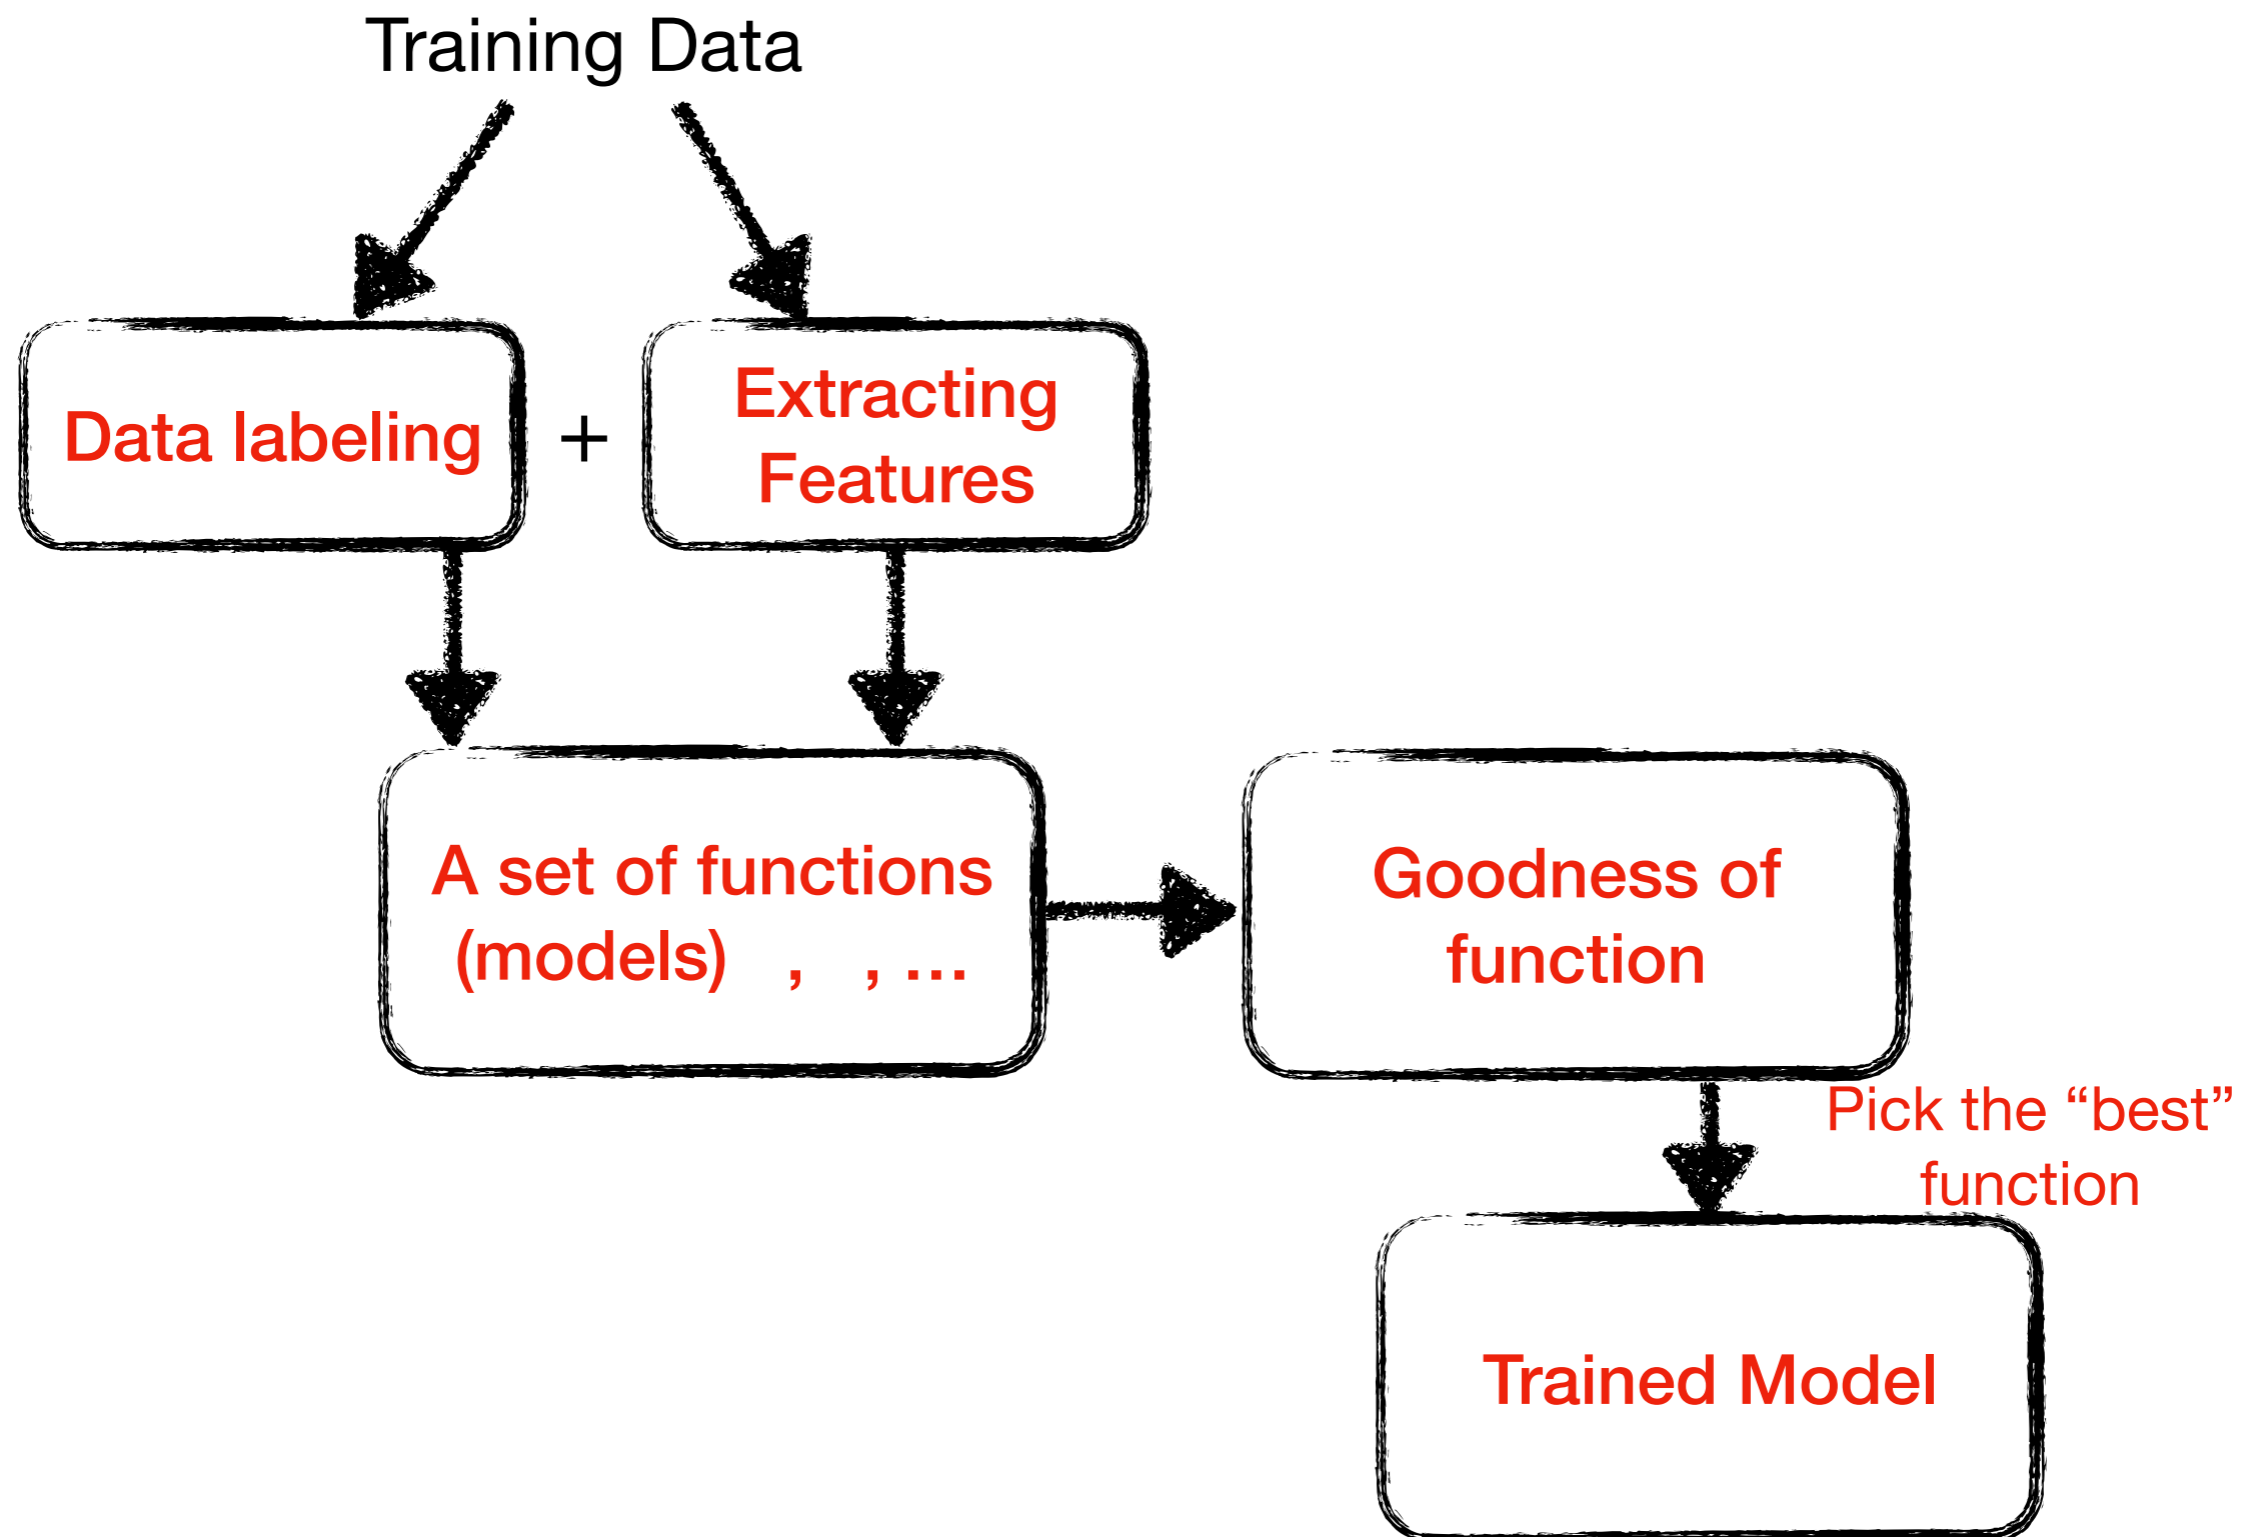 Training Data
Data labeling
+
Extracting
Features
A set of functions
(models) , , ...
Goodness of
function
Pick the “best”
function
Trained Model